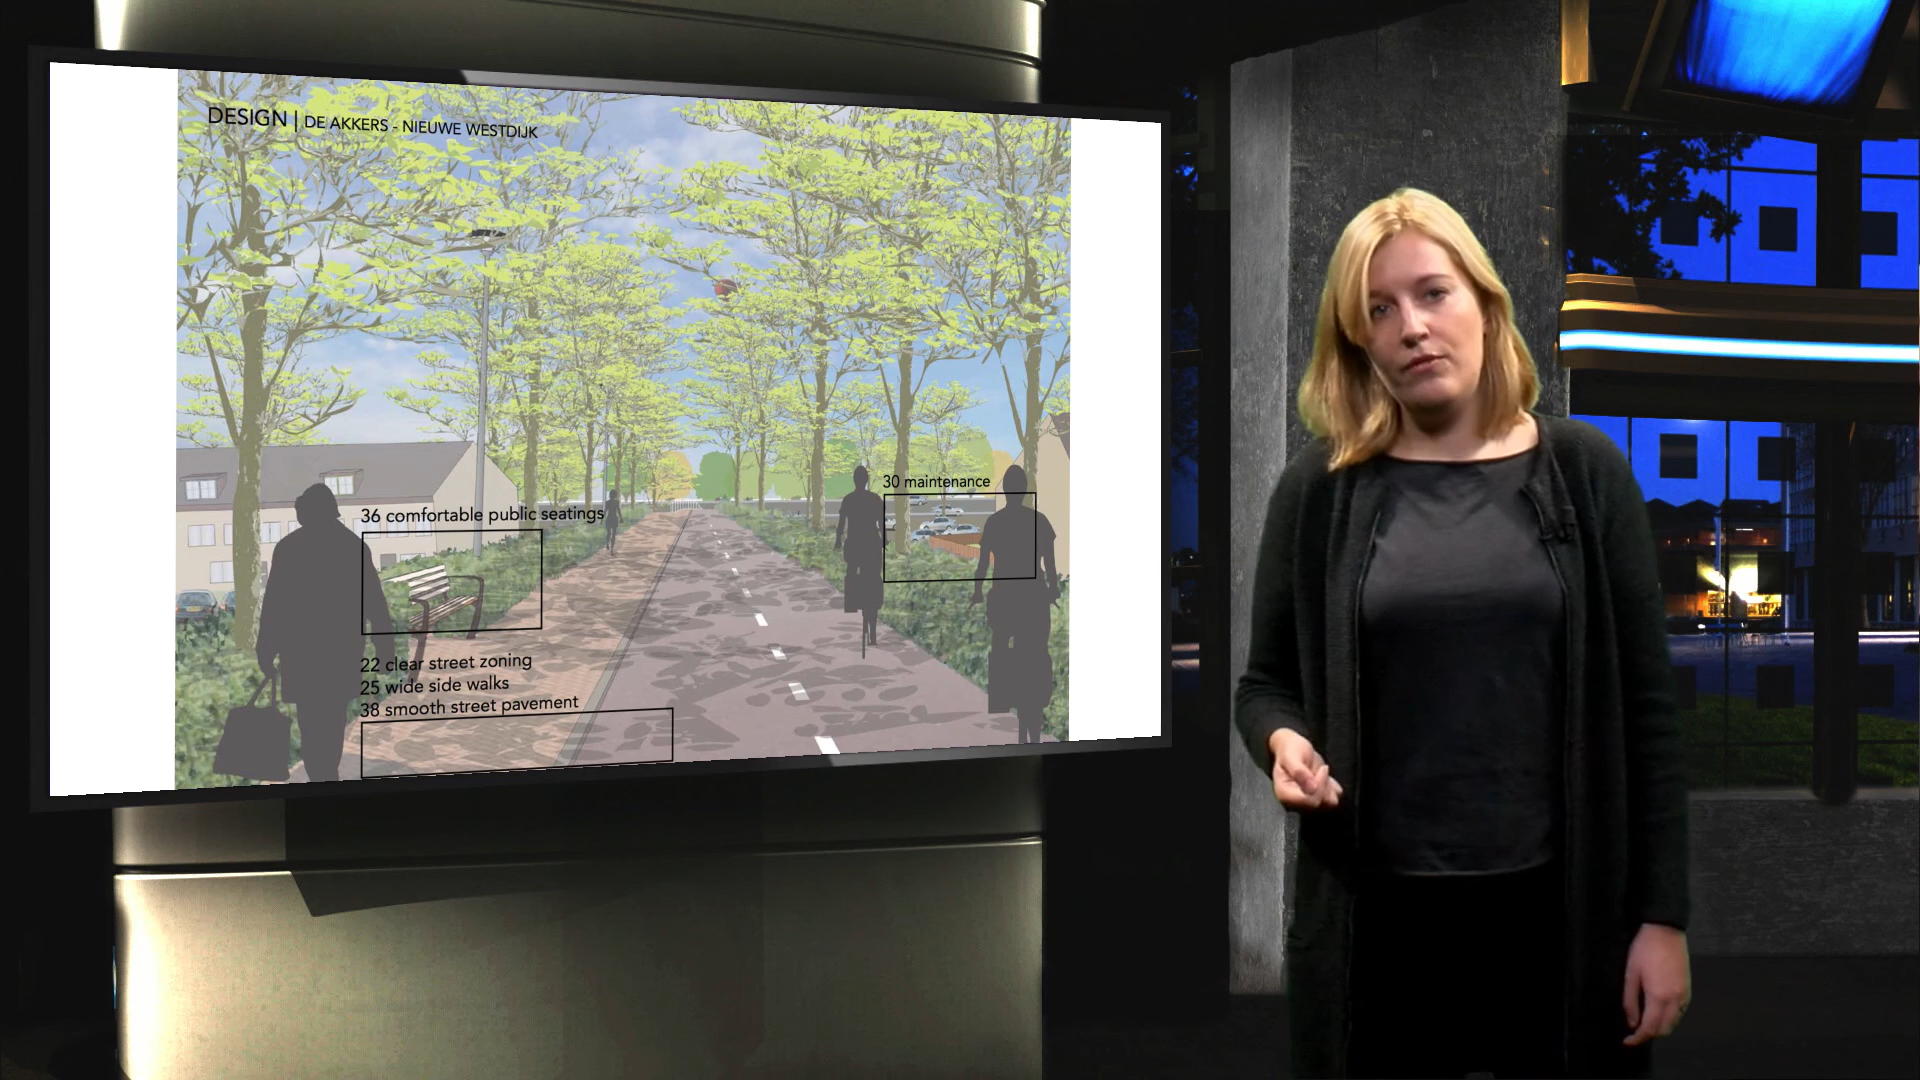 DESIGN | DE AKKERS - NIEUWE WESTDIJK
30 maintenance
36 comfortable public seatings
22 clear street zoning
25 wide side walks
38 smooth street pavement